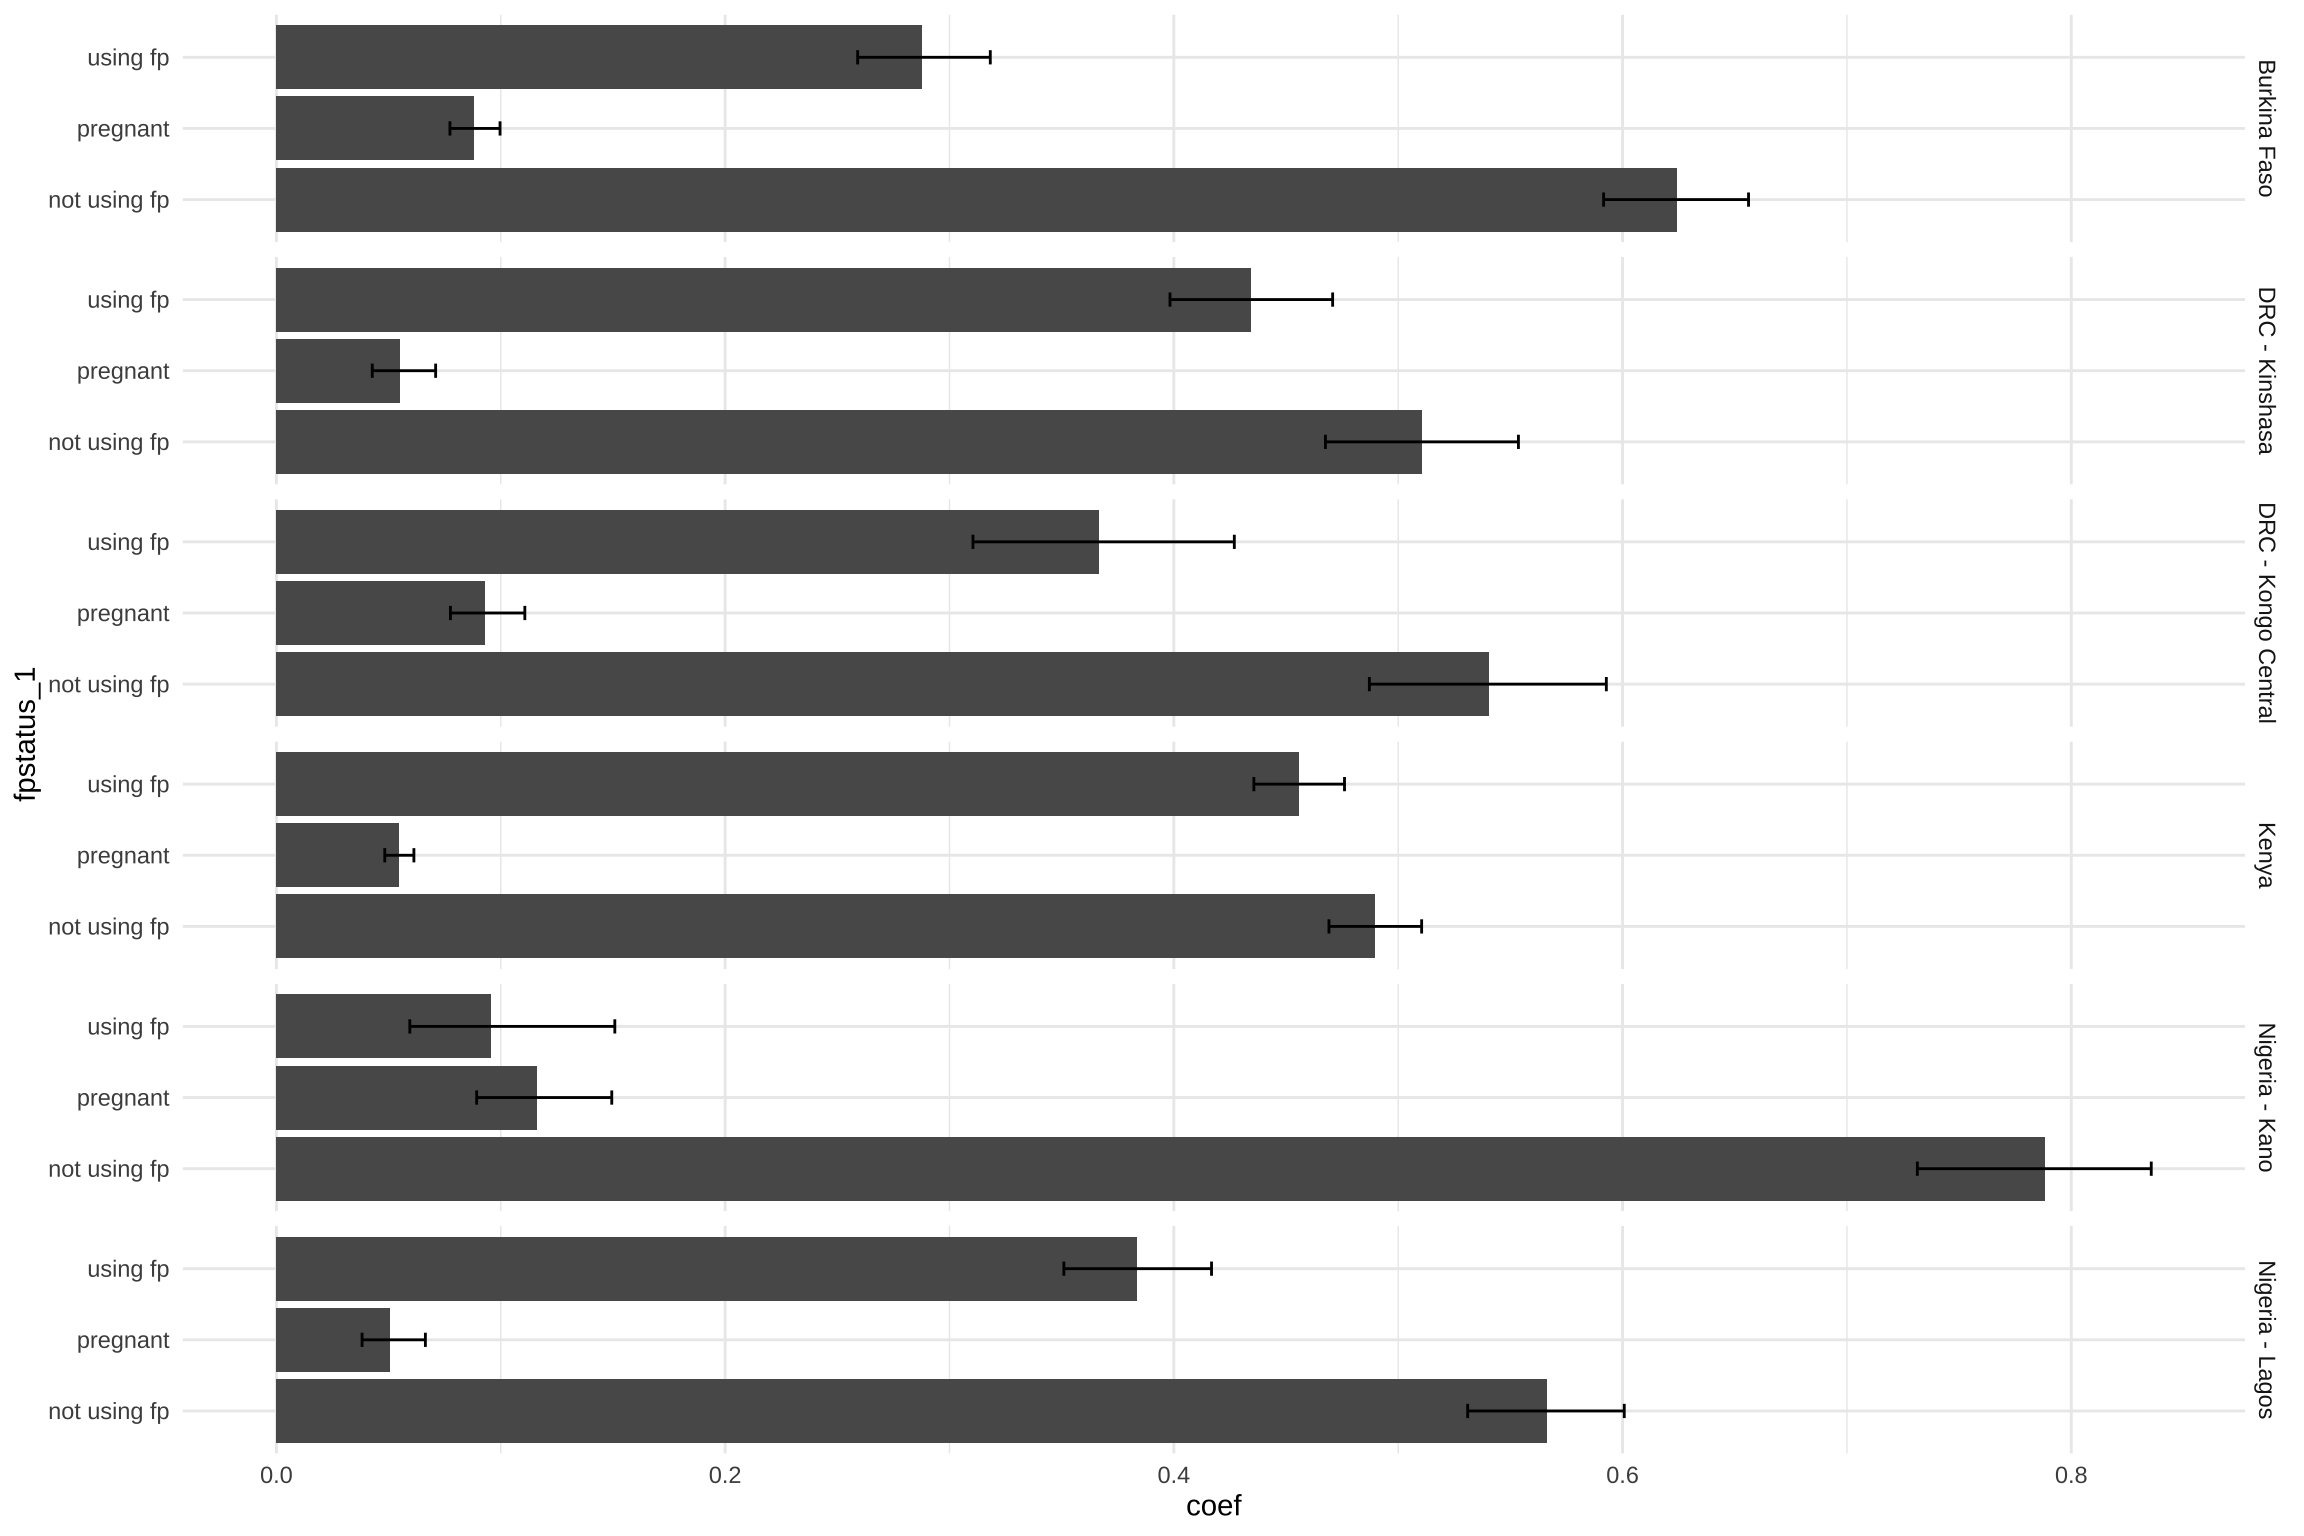 using fp
pregnant
not using fp
Burkina Faso
using fp
pregnant
not using fp
DRC - Kinshasa
using fp
pregnant
not using fp
DRC - Kongo Central
fpstatus_1
using fp
pregnant
not using fp
Kenya
using fp
pregnant
not using fp
Nigeria - Kano
using fp
pregnant
not using fp
Nigeria - Lagos
0.0 0.2 0.4 0.6 0.8
coef